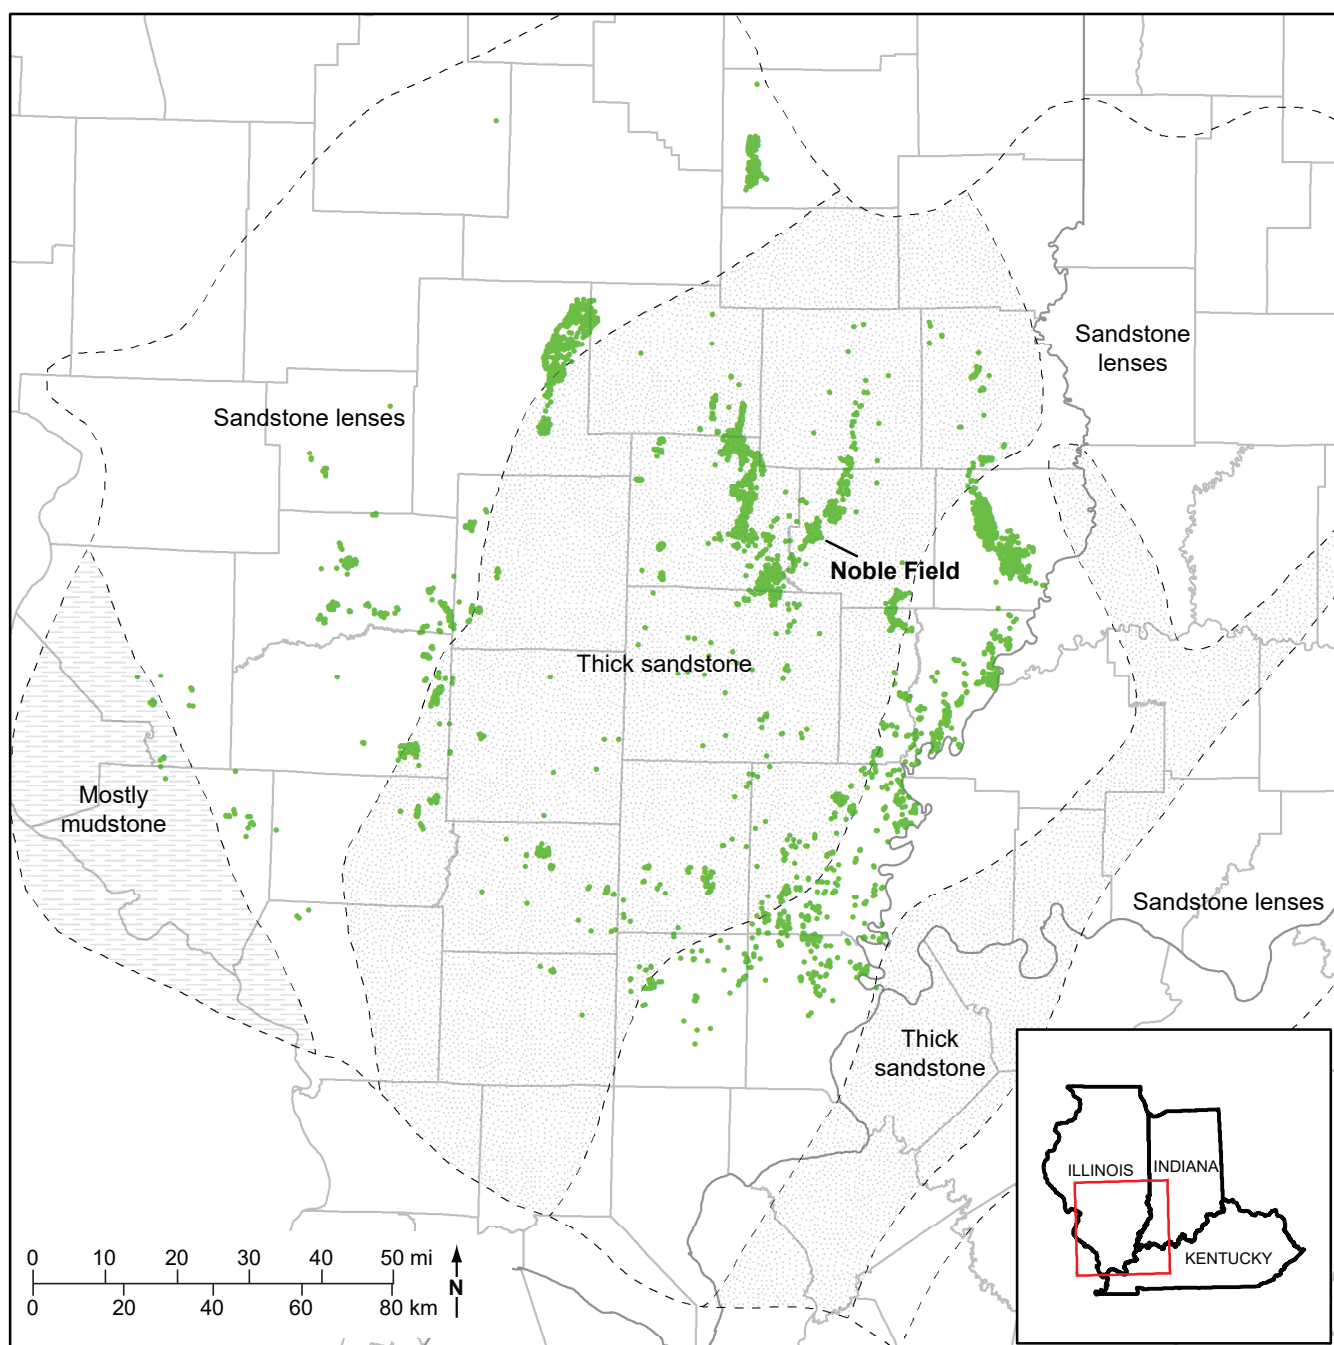 Sandstone
lenses
Sandstone lenses
Noble Field
Thick sandstone
Mostly
mudstone
Sandstone lenses
Thick
sandstone
ILLINOIS
INDIANA
KENTUCKY
0 10 20 30 40 50 mi
0 20 40 60 80 km
N